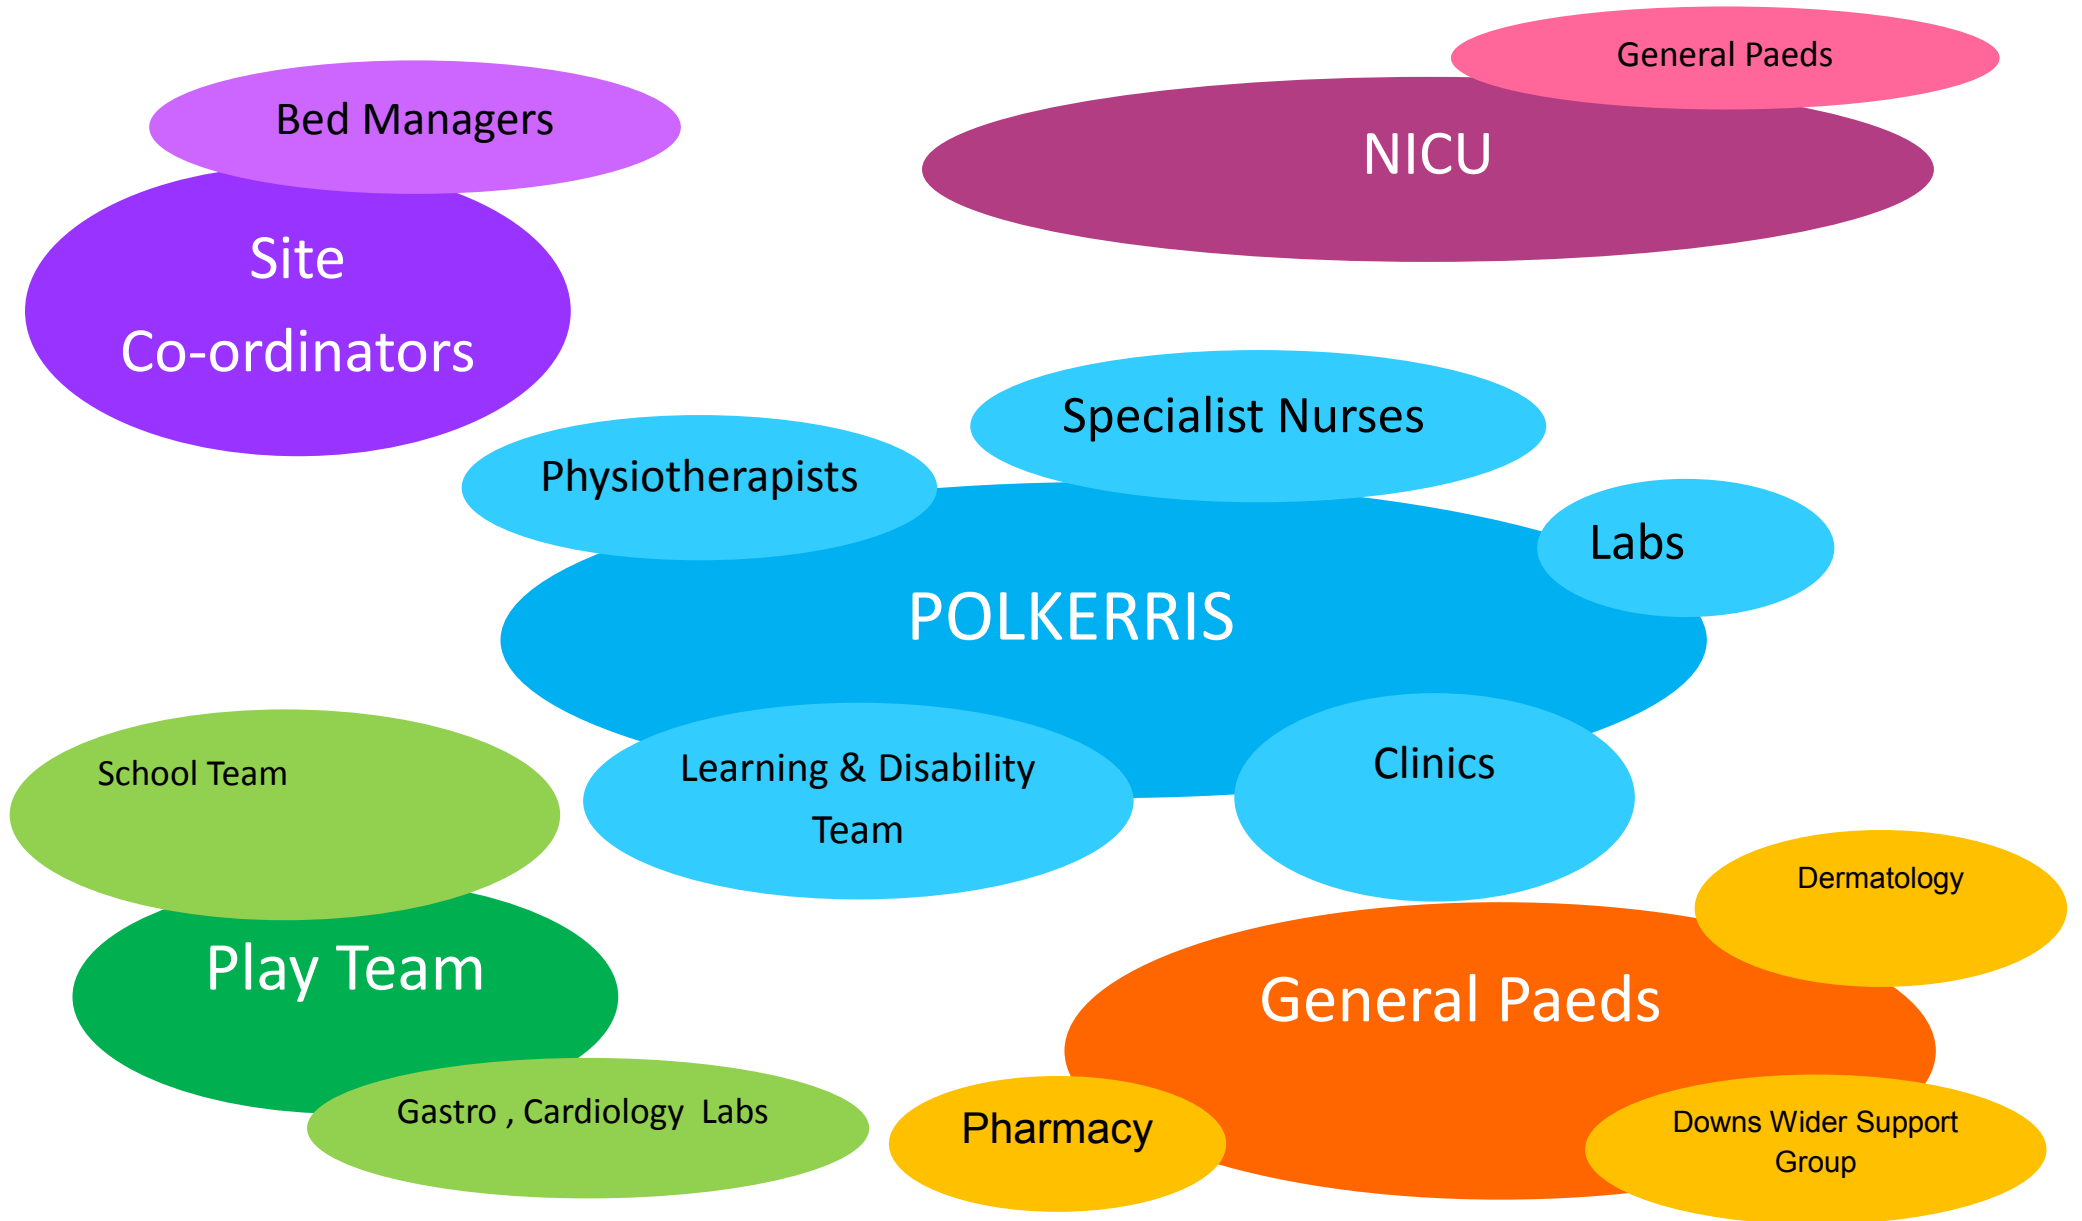 General Paeds
Bed Managers
NICU
Site
Co-ordinators
Specialist Nurses
Physiotherapists
Labs
POLKERRIS
School Team
Learning & Disability
Team
Clinics
Dermatology
Play Team
General Paeds
Gastro , Cardiology  Labs
Pharmacy
Downs Wider Support
Group